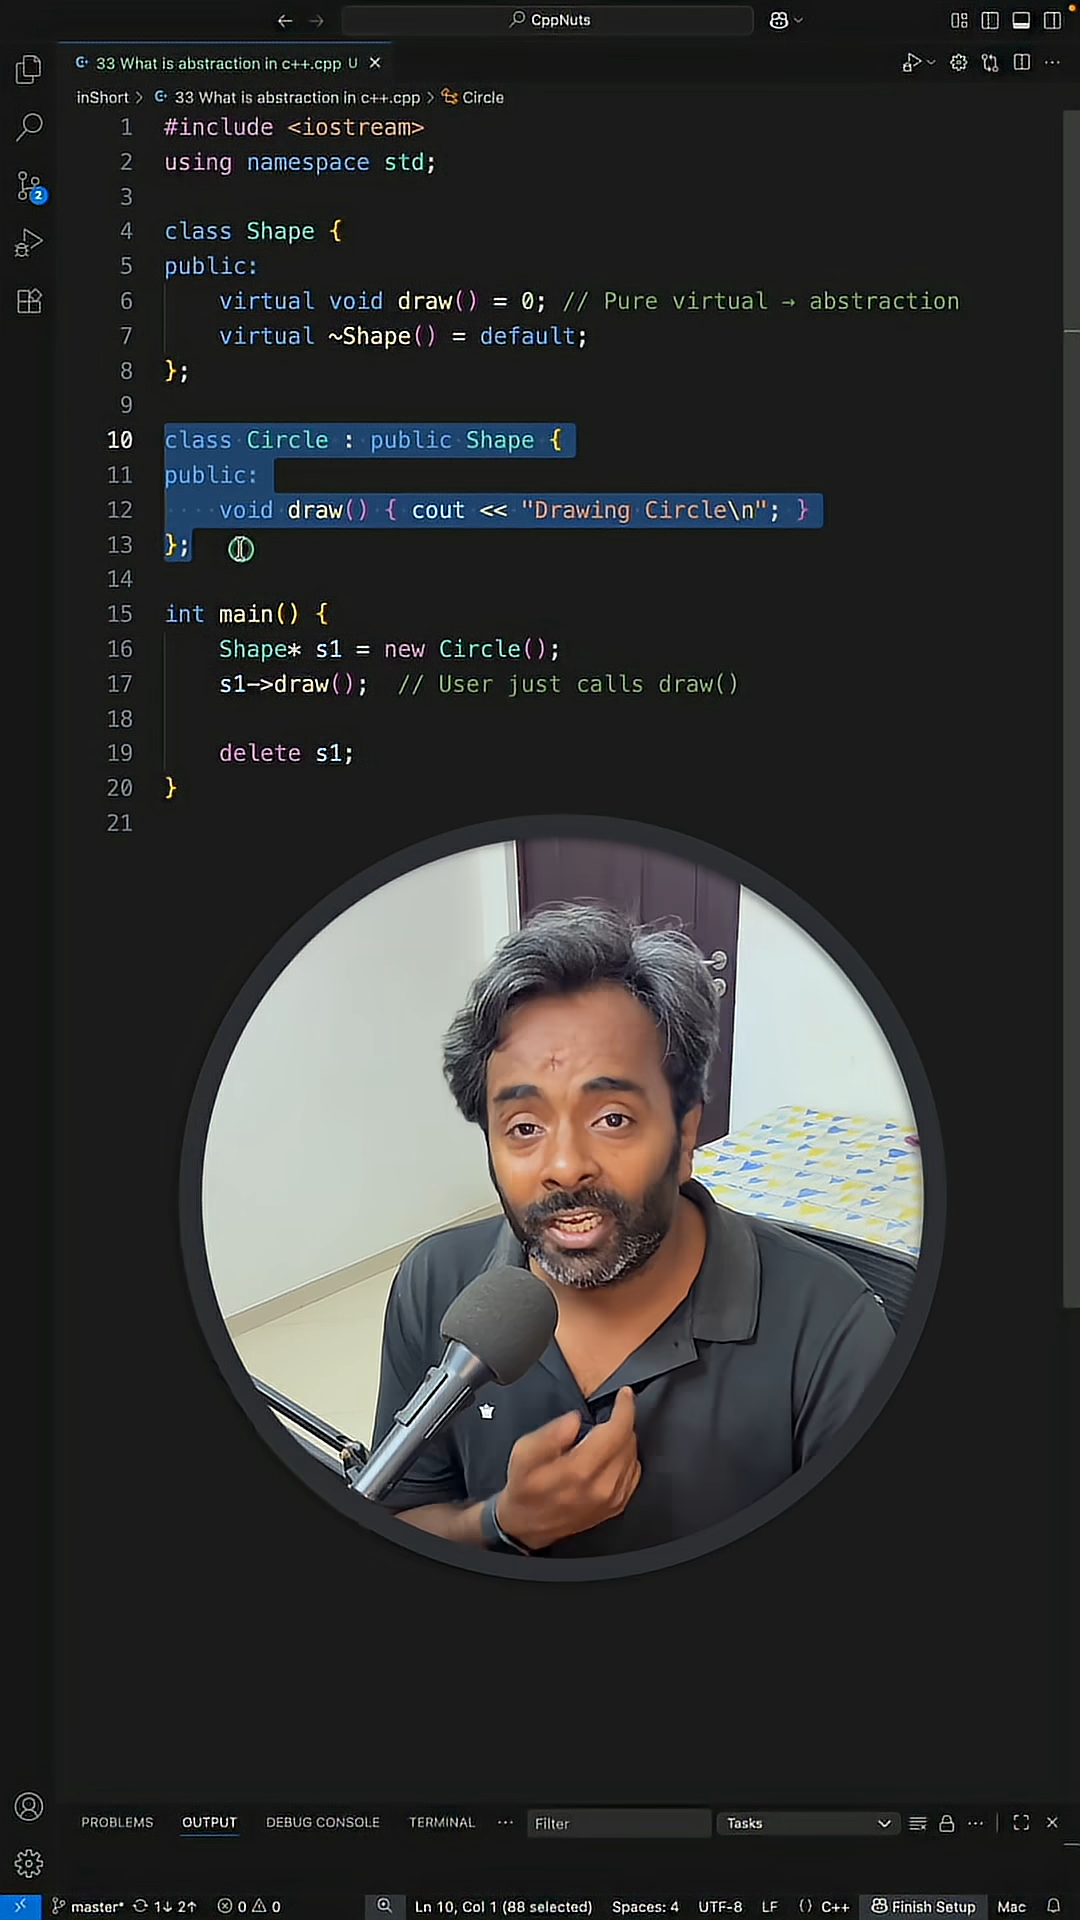 CppNuts
33 What is abstraction in c++.cpp U
inShort > 33 What is abstraction in c++.cpp > Circle
1 #include <iostream>
2 using namespace std;
3
4 class Shape {
5 public:
6 virtual void draw() = 0; // Pure virtual → abstraction
7 virtual ~Shape() = default;
8 };
9
10 class Circle : public Shape {
11 public:
12 void draw() { cout << "Drawing Circle\n"; }
13 };
14
15 int main() {
16 Shape* s1 = new Circle();
17 s1->draw(); // User just calls draw()
18
19 delete s1;
20 }
21
2
PROBLEMS OUTPUT DEBUG CONSOLE TERMINAL ··· Filter Tasks
master* 1↓ 2↑ 0 0 Ln 10, Col 1 (88 selected) Spaces: 4 UTF-8 LF {} C++ Finish Setup Mac